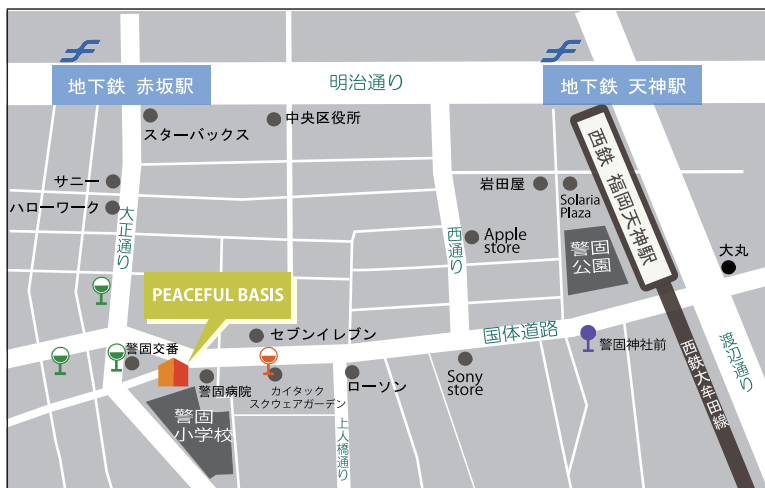 地下鉄 赤坂駅
明治通り
地下鉄 天神駅
スターバックス
中央区役所
西鉄 福岡天神駅
サニー
ハローワーク
大正通り
岩田屋
Solaria
Plaza
西通り
Apple
store
警固
公園
大丸
PEACEFUL BASIS
セブンイレブン
国体道路
警固神社前
渡辺通り
警固交番
警固病院
カイタック
スクウェアガーデン
ローソン
Sony
store
西鉄大牟田線
警固
小学校
上人橋通り